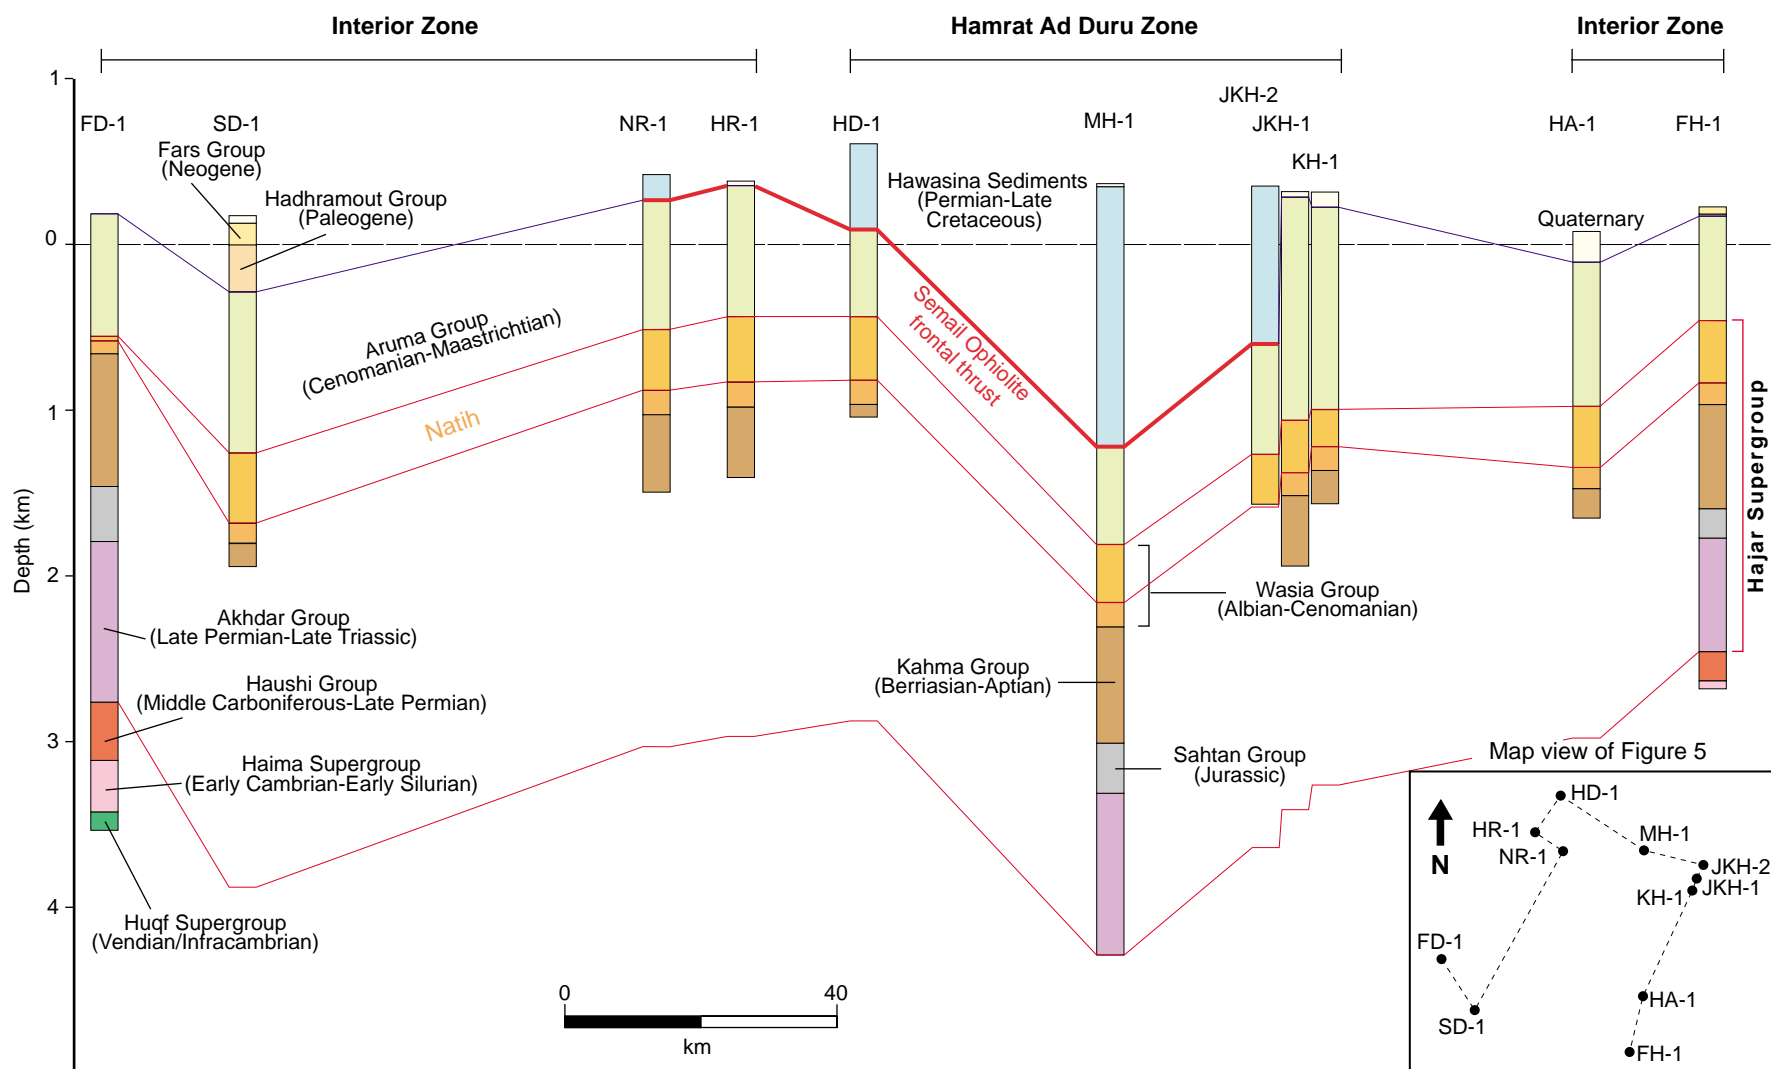 Interior Zone
Hamrat Ad Duru Zone
Interior Zone
1
0
1
2
3
4
Depth (km)
FD-1
SD-1
NR-1
HR-1
HD-1
MH-1
JKH-2
JKH-1
KH-1
HA-1
FH-1
Fars Group
(Neogene)
Hadhramout Group
(Paleogene)
Hawasina Sediments
(Permian-Late
Cretaceous)
Quaternary
Aruma Group
(Cenomanian-Maastrichtian)
Natih
Semail Ophiolite
frontal thrust
Hajar Supergroup
Wasia Group
(Albian-Cenomanian)
Akhdar Group
(Late Permian-Late Triassic)
Kahma Group
(Berriasian-Aptian)
Haushi Group
(Middle Carboniferous-Late Permian)
Haima Supergroup
(Early Cambrian-Early Silurian)
Sahtan Group
(Jurassic)
Huqf Supergroup
(Vendian/Infracambrian)
0
40
km
Map view of Figure 5
N
HD-1
HR-1
NR-1
MH-1
JKH-2
JKH-1
KH-1
FD-1
SD-1
HA-1
FH-1